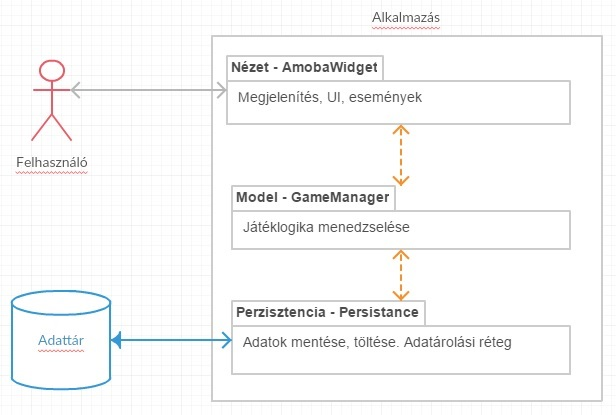 Alkalmazás
Nézet - AmobaWidget
Megjelenítés, UI, események
Felhasználó
Model - GameManager
Játéklogika menedzselése
Perzisztencia - Persistance
Adatok mentése, töltése. Adatárolási réteg
Adattár